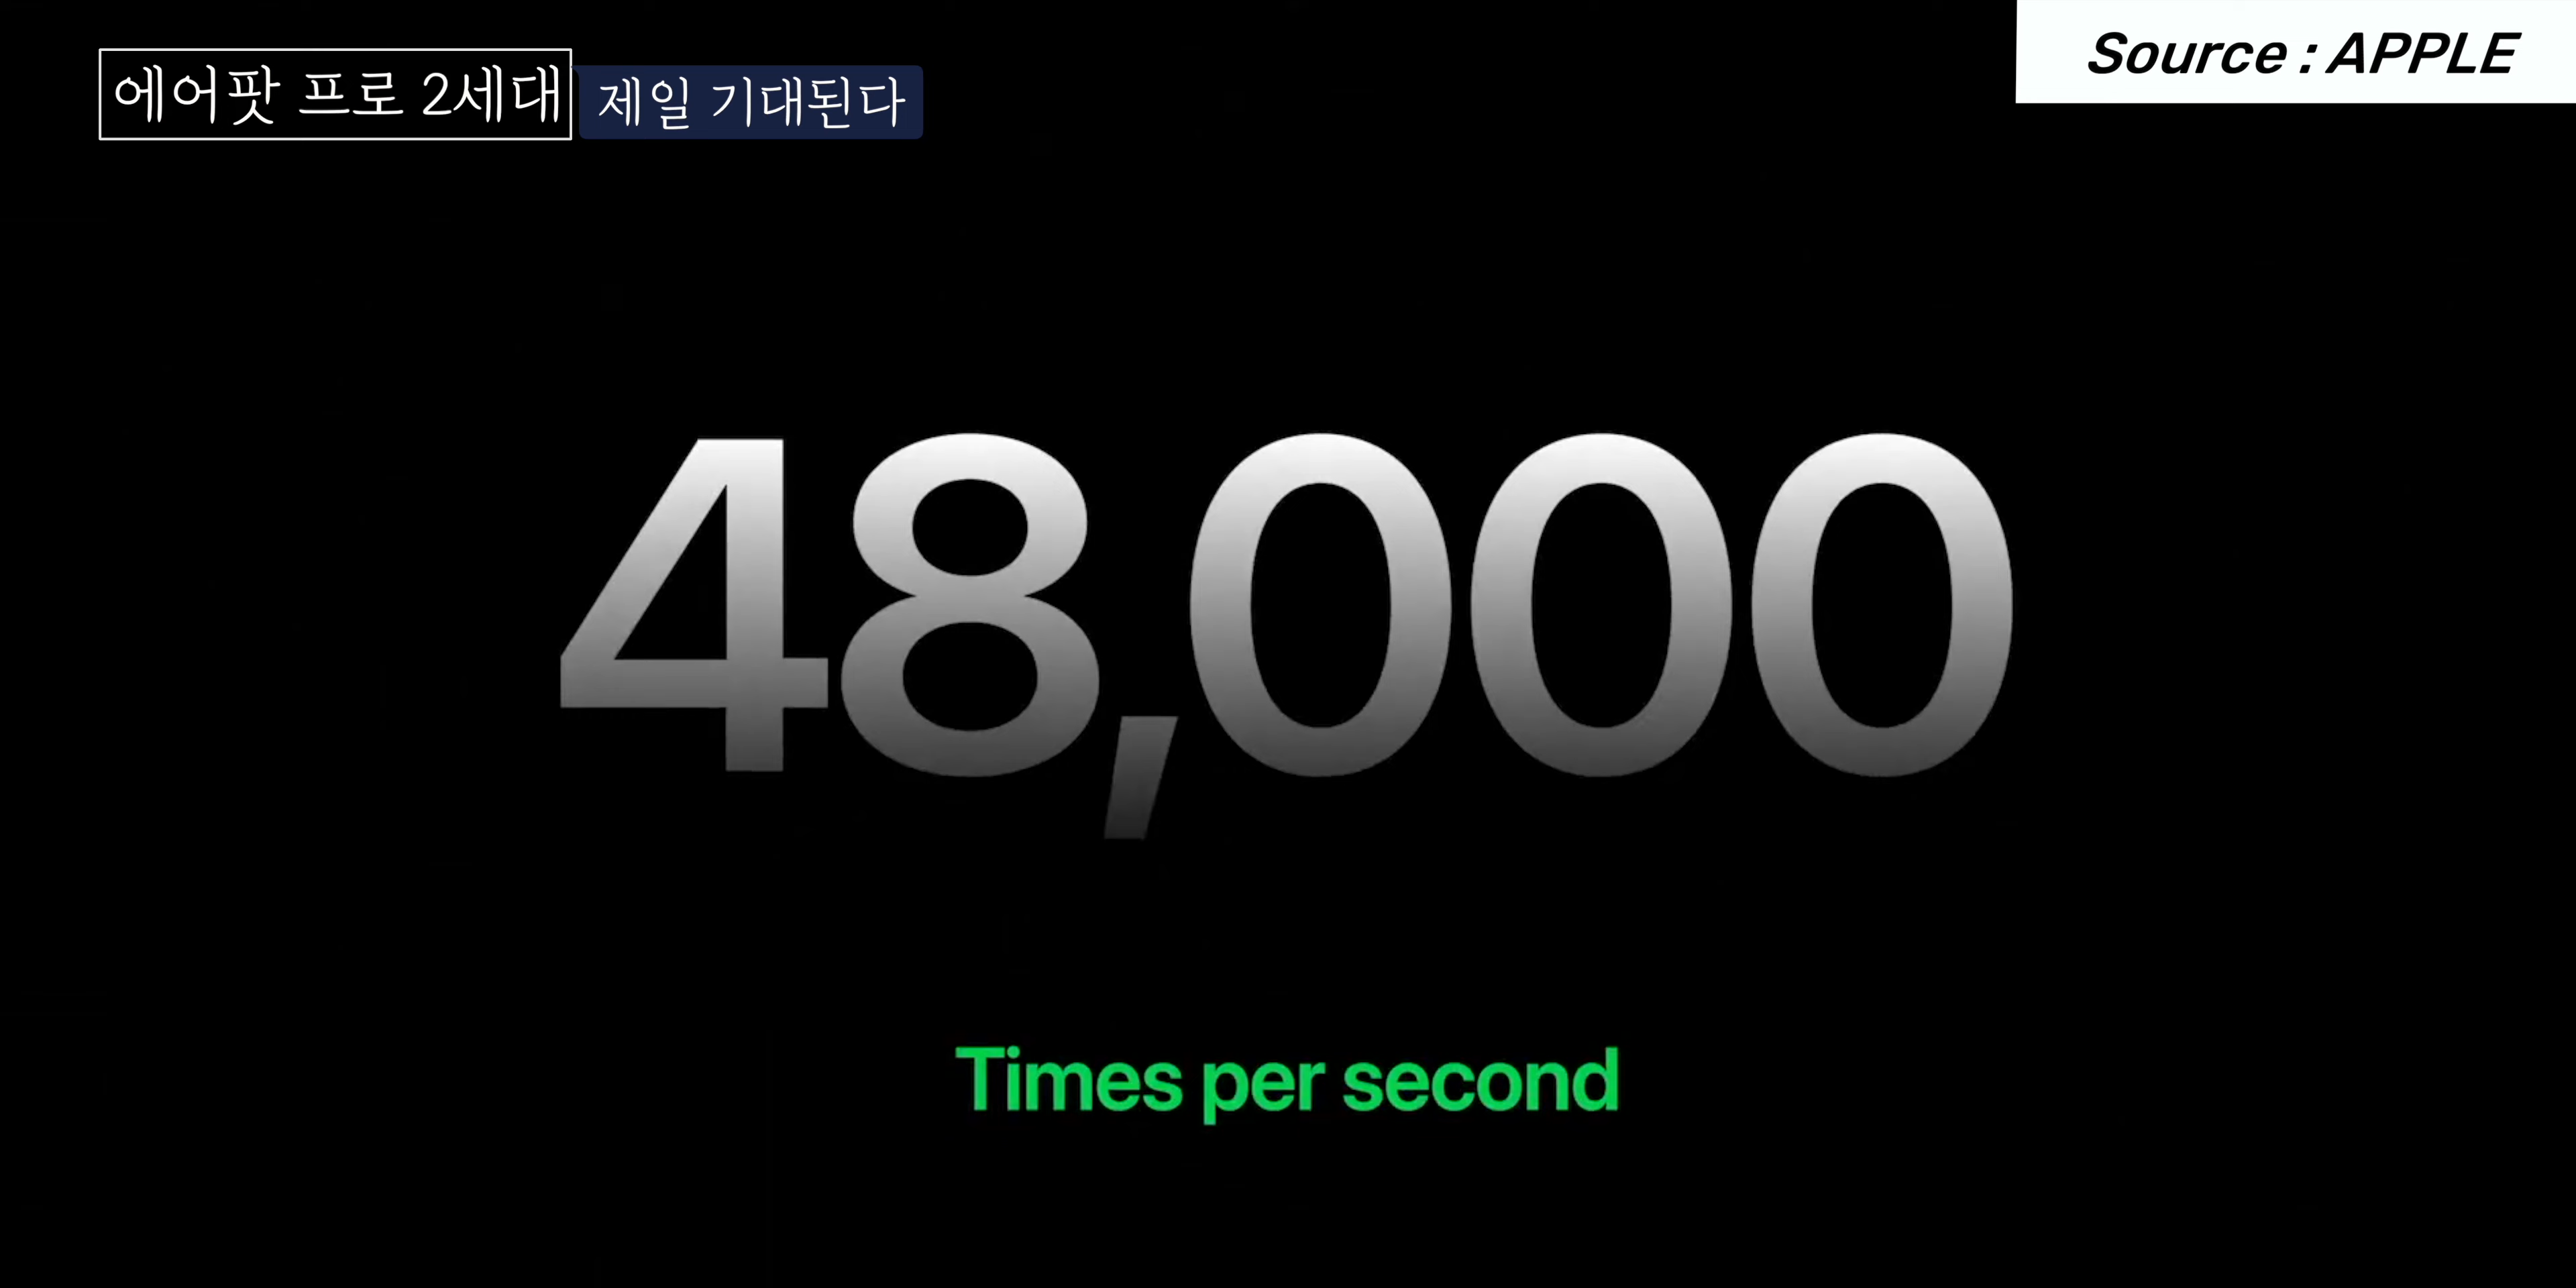 에어팟 프로 2세대
제일 기대된다
Source : APPLE
48,000
Times per second